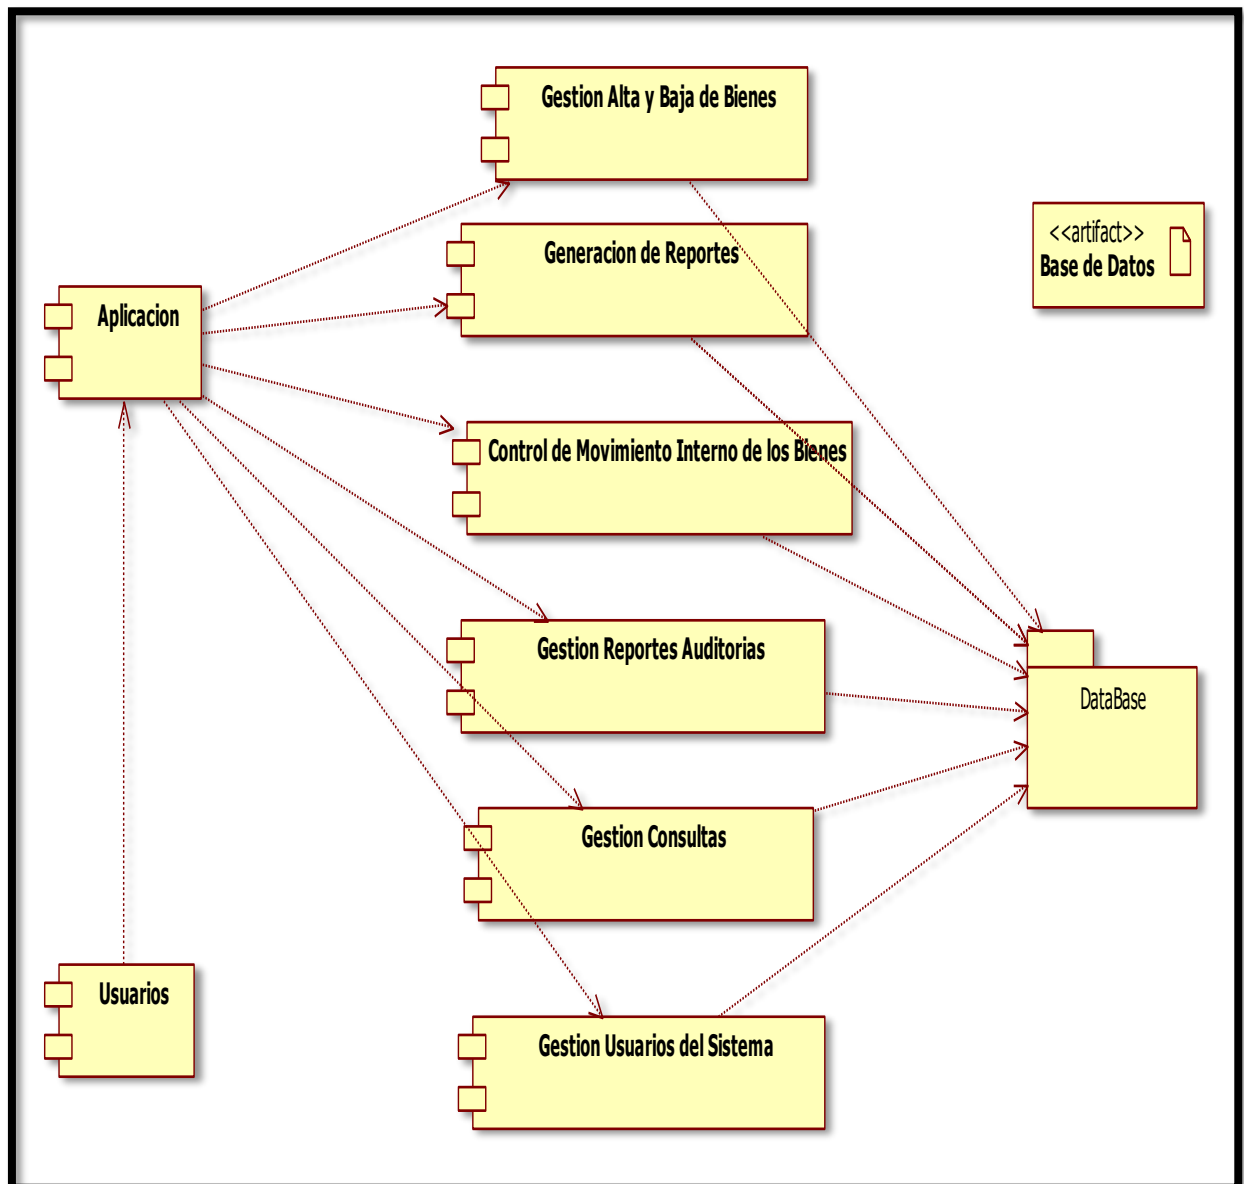 Gestion Alta y Baja de Bienes
Generacion de Reportes
<<artifact>>
Base de Datos
Aplicacion
Control de Movimiento Interno de los Bienes
Gestion Reportes Auditorias
DataBase
Gestion Consultas
Usuarios
Gestion Usuarios del Sistema